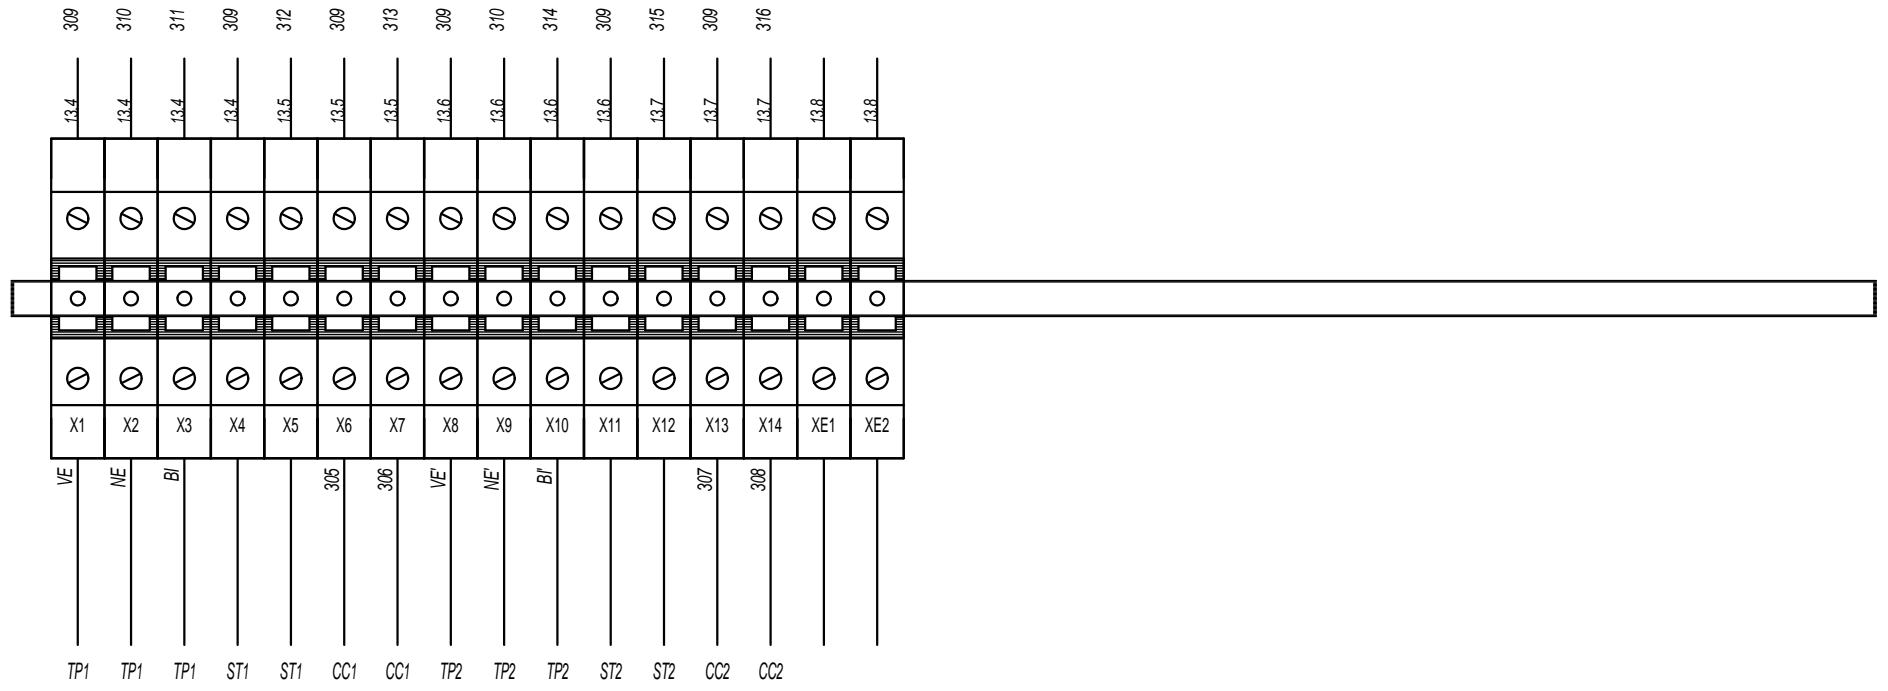 309 310 311 309 312 309 313 309 310 314 309 315 309 316
13.4 13.4 13.4 13.4 13.5 13.5 13.5 13.6 13.6 13.6 13.6 13.7 13.7 13.7 13.8 13.8
X1 X2 X3 X4 X5 X6 X7 X8 X9 X10 X11 X12 X13 X14 XE1 XE2
VE NE BI 305 306 VE' NE' BI' 307 308
TP1 TP1 TP1 ST1 ST1 CC1 CC1 TP2 TP2 TP2 ST2 ST2 CC2 CC2